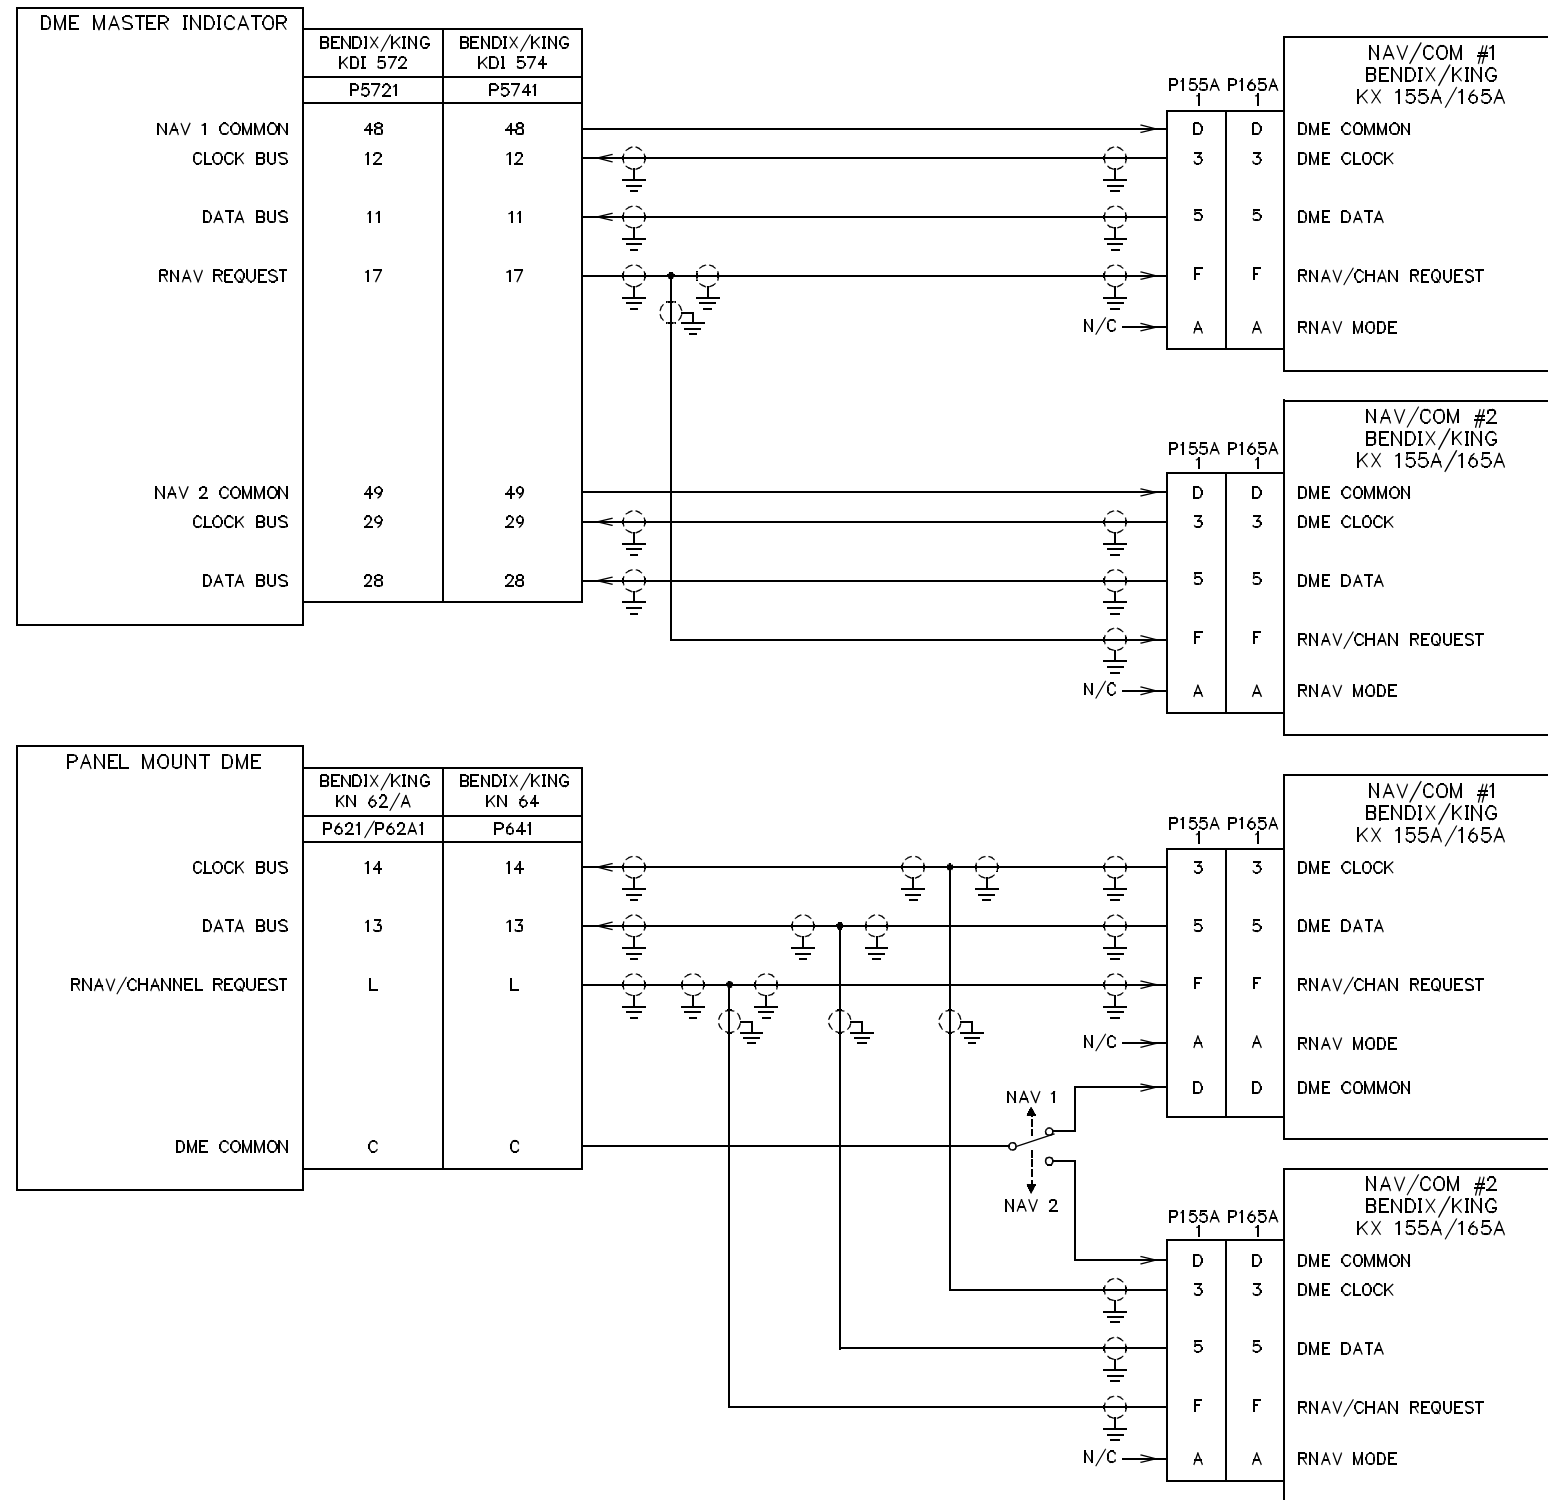 DME MASTER INDICATOR
BENDIX/KING
KDI 572
BENDIX/KING
KDI 574
P5721
P5741
NAV 1 COMMON 48 48
CLOCK BUS 12 12
DATA BUS 11 11
RNAV REQUEST 17 17
NAV 2 COMMON 49 49
CLOCK BUS 29 29
DATA BUS 28 28
NAV/COM #1
BENDIX/KING
KX 155A/165A
P155A P165A
1 1
D D DME COMMON
3 3 DME CLOCK
5 5 DME DATA
F F RNAV/CHAN REQUEST
N/C A A RNAV MODE
NAV/COM #2
BENDIX/KING
KX 155A/165A
P155A P165A
1 1
D D DME COMMON
3 3 DME CLOCK
5 5 DME DATA
F F RNAV/CHAN REQUEST
N/C A A RNAV MODE
PANEL MOUNT DME
BENDIX/KING
KN 62/A
BENDIX/KING
KN 64
P621/P62A1
P641
CLOCK BUS 14 14
DATA BUS 13 13
RNAV/CHANNEL REQUEST L L
DME COMMON C C
NAV 1
NAV 2
NAV/COM #1
BENDIX/KING
KX 155A/165A
P155A P165A
1 1
3 3 DME CLOCK
5 5 DME DATA
F F RNAV/CHAN REQUEST
N/C A A RNAV MODE
D D DME COMMON
NAV/COM #2
BENDIX/KING
KX 155A/165A
P155A P165A
1 1
D D DME COMMON
3 3 DME CLOCK
5 5 DME DATA
F F RNAV/CHAN REQUEST
N/C A A RNAV MODE